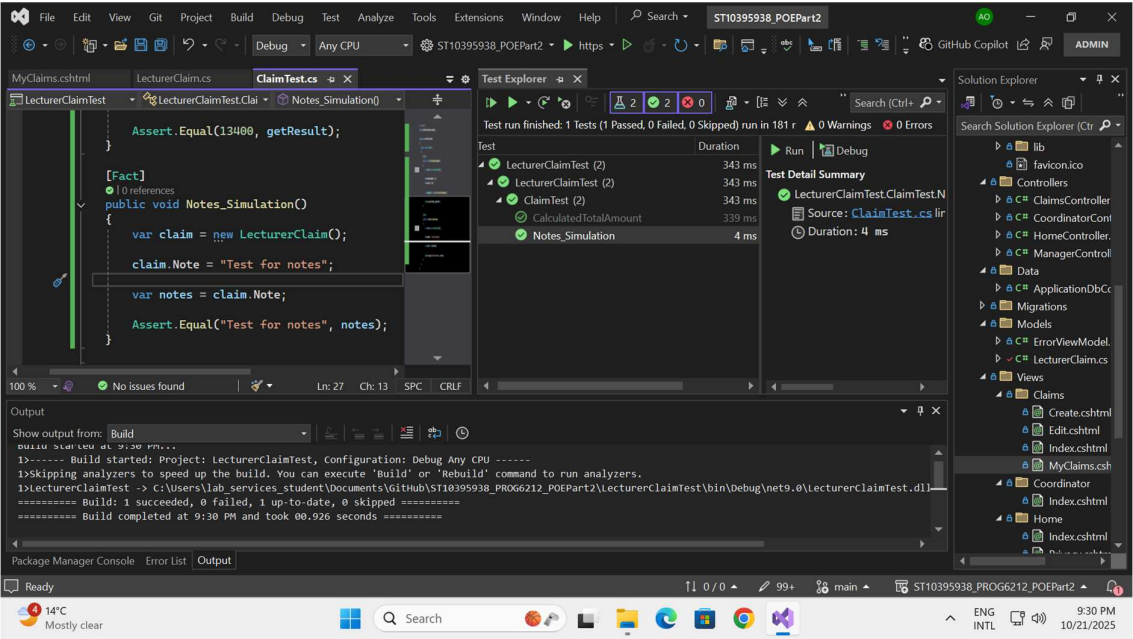 File Edit View Git Project Build Debug Test Analyze Tools Extensions Window Help Search ST10395938_POEPart2 AO
Debug Any CPU ST10395938_POEPart2 https GitHub Copilot ADMIN
MyClaims.cshtml LecturerClaim.cs ClaimTest.cs
LecturerClaimTest LecturerClaimTest.Clai Notes_Simulation()
Assert.Equal(13400, getResult);
}
[Fact]
0 references
public void Notes_Simulation()
{
var claim = new LecturerClaim();
claim.Note = "Test for notes";
var notes = claim.Note;
Assert.Equal("Test for notes", notes);
}
100 % No issues found Ln: 27 Ch: 13 SPC CRLF
Test Explorer
2 2 0 Search (Ctrl+
Test run finished: 1 Tests (1 Passed, 0 Failed, 0 Skipped) run in 181 r 0 Warnings 0 Errors
Test Duration
LecturerClaimTest (2) 343 ms
LecturerClaimTest (2) 343 ms
ClaimTest (2) 343 ms
CalculatedTotalAmount 339 ms
Notes_Simulation 4 ms
Run Debug
Test Detail Summary
LecturerClaimTest.ClaimTest.N
Source: ClaimTest.cs lir
Duration: 4 ms
Solution Explorer
Search Solution Explorer (Ctr
lib
favicon.ico
Controllers
C# ClaimsController
C# CoordinatorCont
C# HomeController.
C# ManagerControll
Data
C# ApplicationDbCo
Migrations
Models
C# ErrorViewModel.
C# LecturerClaim.cs
Views
Claims
Create.cshtml
Edit.cshtml
Index.cshtml
MyClaims.csh
Coordinator
Index.cshtml
Home
Index.cshtml
Output
Show output from: Build
Build started at 9:30 PM...
1>------ Build started: Project: LecturerClaimTest, Configuration: Debug Any CPU ------
1>Skipping analyzers to speed up the build. You can execute 'Build' or 'Rebuild' command to run analyzers.
1>LecturerClaimTest -> C:\Users\lab_services_student\Documents\GitHub\ST10395938_PROG6212_POEPart2\LecturerClaimTest\bin\Debug\net9.0\LecturerClaimTest.dll
========== Build: 1 succeeded, 0 failed, 1 up-to-date, 0 skipped ==========
========== Build completed at 9:30 PM and took 00.926 seconds ==========
Package Manager Console Error List Output
Ready 0 / 0 99+ main ST10395938_PROG6212_POEPart2 1
4 14°C
Mostly clear
Search
ENG
INTL
9:30 PM
10/21/2025